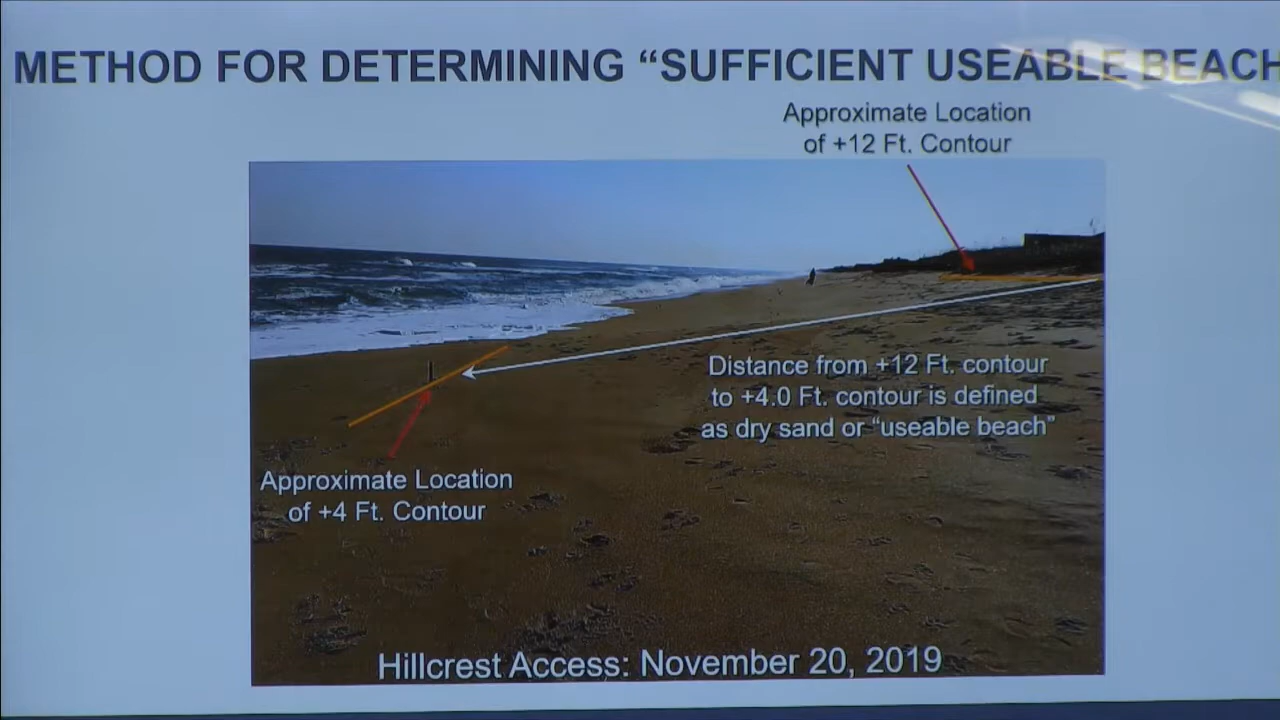 METHOD FOR DETERMINING “SUFFICIENT USEABLE BEACH
Approximate Location
of +12 Ft. Contour
Distance from +12 Ft. contour
to +4.0 Ft. contour is defined
as dry sand or “useable beach”
Approximate Location
of +4 Ft. Contour
Hillcrest Access: November 20, 2019